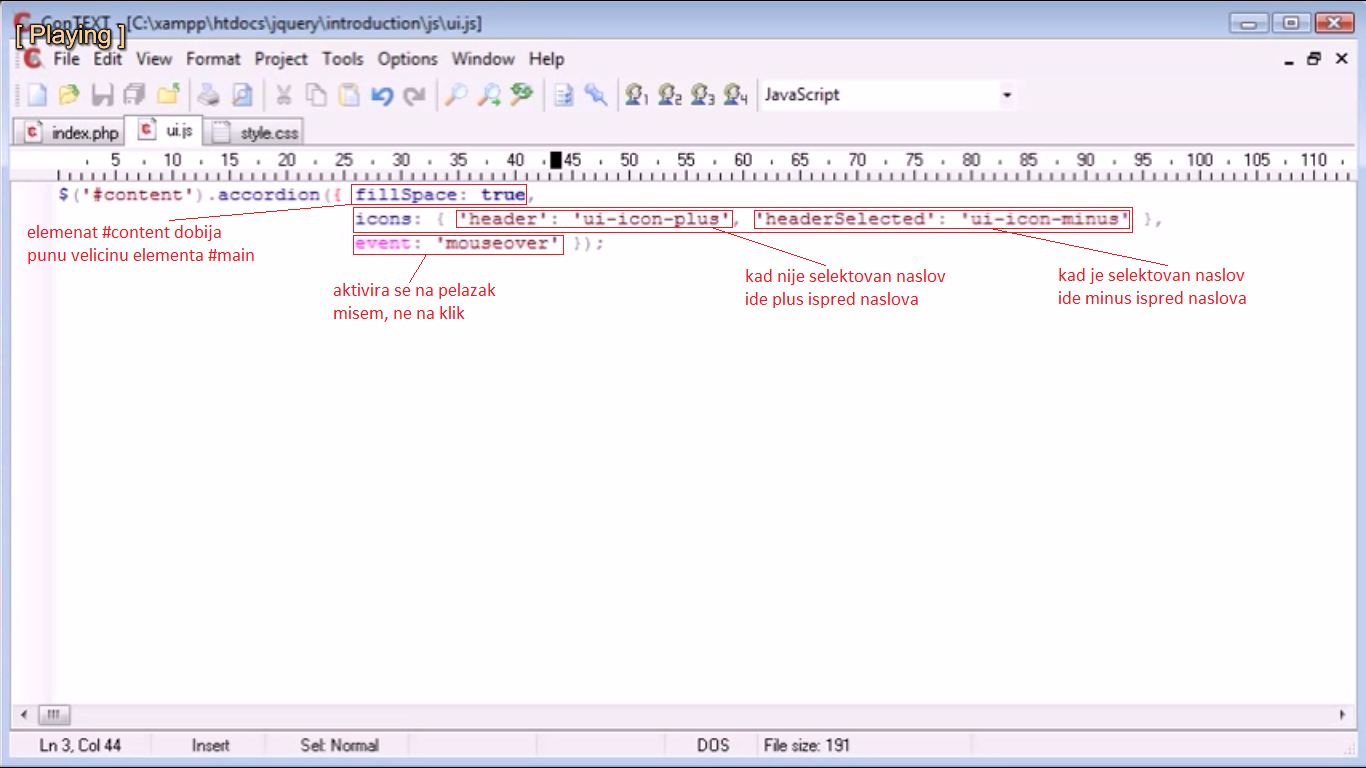 ConTEXT - [C:\xampp\htdocs\jquery\introduction\js\ui.js]
[ Playing ]
File Edit View Format Project Tools Options Window Help
1 2 3 4 JavaScript
index.php ui.js style.css
5 10 15 20 25 30 35 40 45 50 55 60 65 70 75 80 85 90 95 100 105 110
$('#content').accordion({ fillSpace: true,
icons: { 'header': 'ui-icon-plus', 'headerSelected': 'ui-icon-minus' },
event: 'mouseover' });
elemenat #content dobija
punu velicinu elementa #main
aktivira se na pelazak
misem, ne na klik
kad nije selektovan naslov
ide plus ispred naslova
kad je selektovan naslov
ide minus ispred naslova
Ln 3, Col 44 Insert Sel: Normal DOS File size: 191